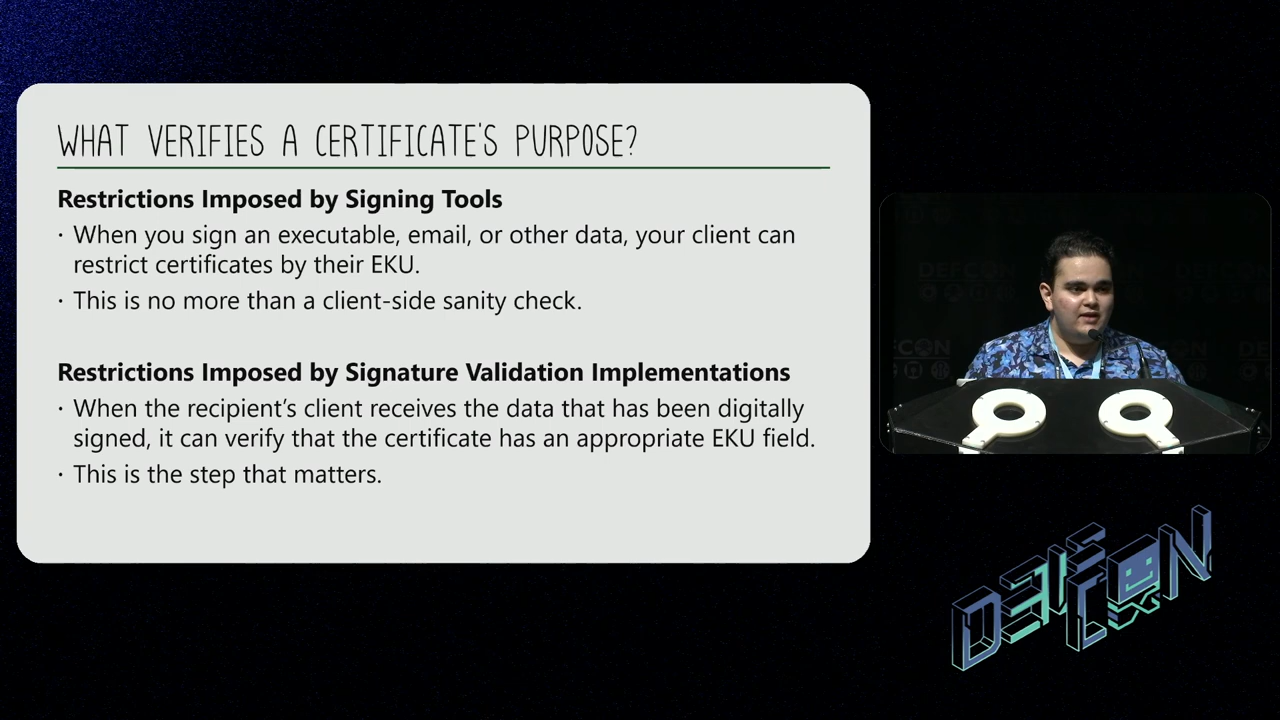 WHAT VERIFIES A CERTIFICATE'S PURPOSE?
Restrictions Imposed by Signing Tools
· When you sign an executable, email, or other data, your client can
restrict certificates by their EKU.
· This is no more than a client-side sanity check.
Restrictions Imposed by Signature Validation Implementations
· When the recipient’s client receives the data that has been digitally
signed, it can verify that the certificate has an appropriate EKU field.
· This is the step that matters.
DEFCON
DEFCON
DEFCON